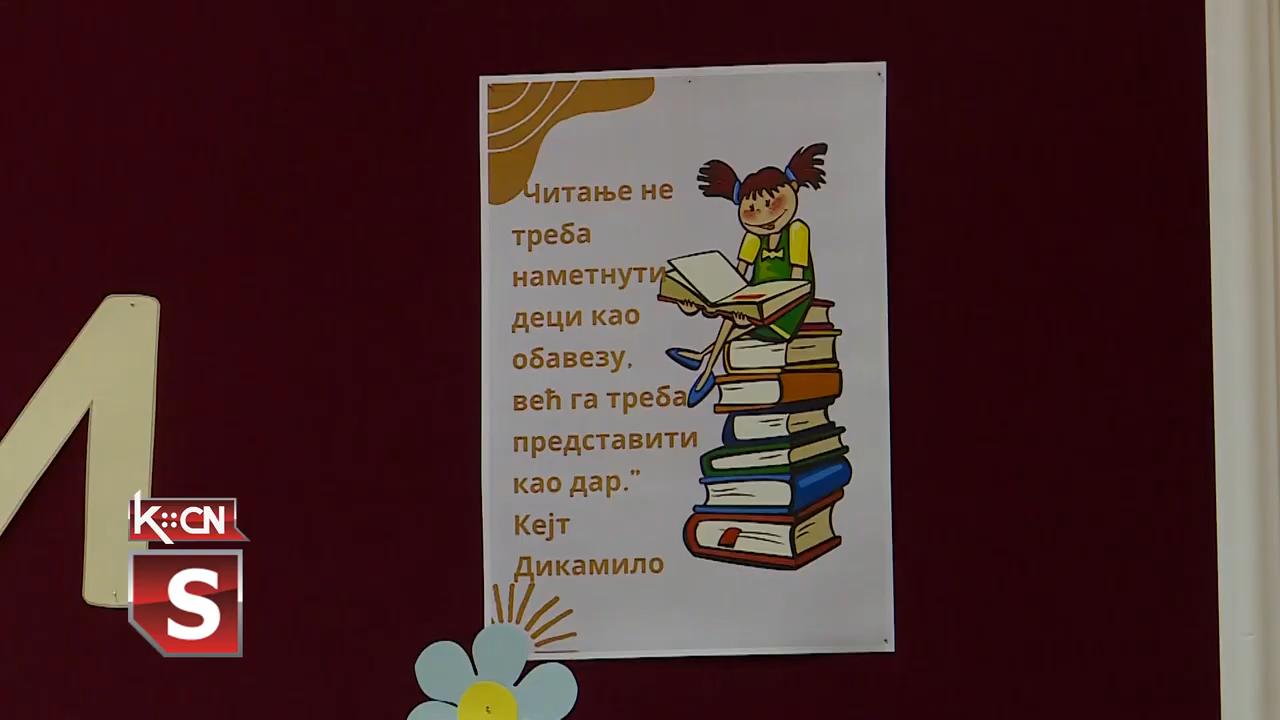 "Читање не
треба
наметнути
деци као
обавезу,
већ га треба
представити
као дар."
Кејт
Дикамило
K::CN
S